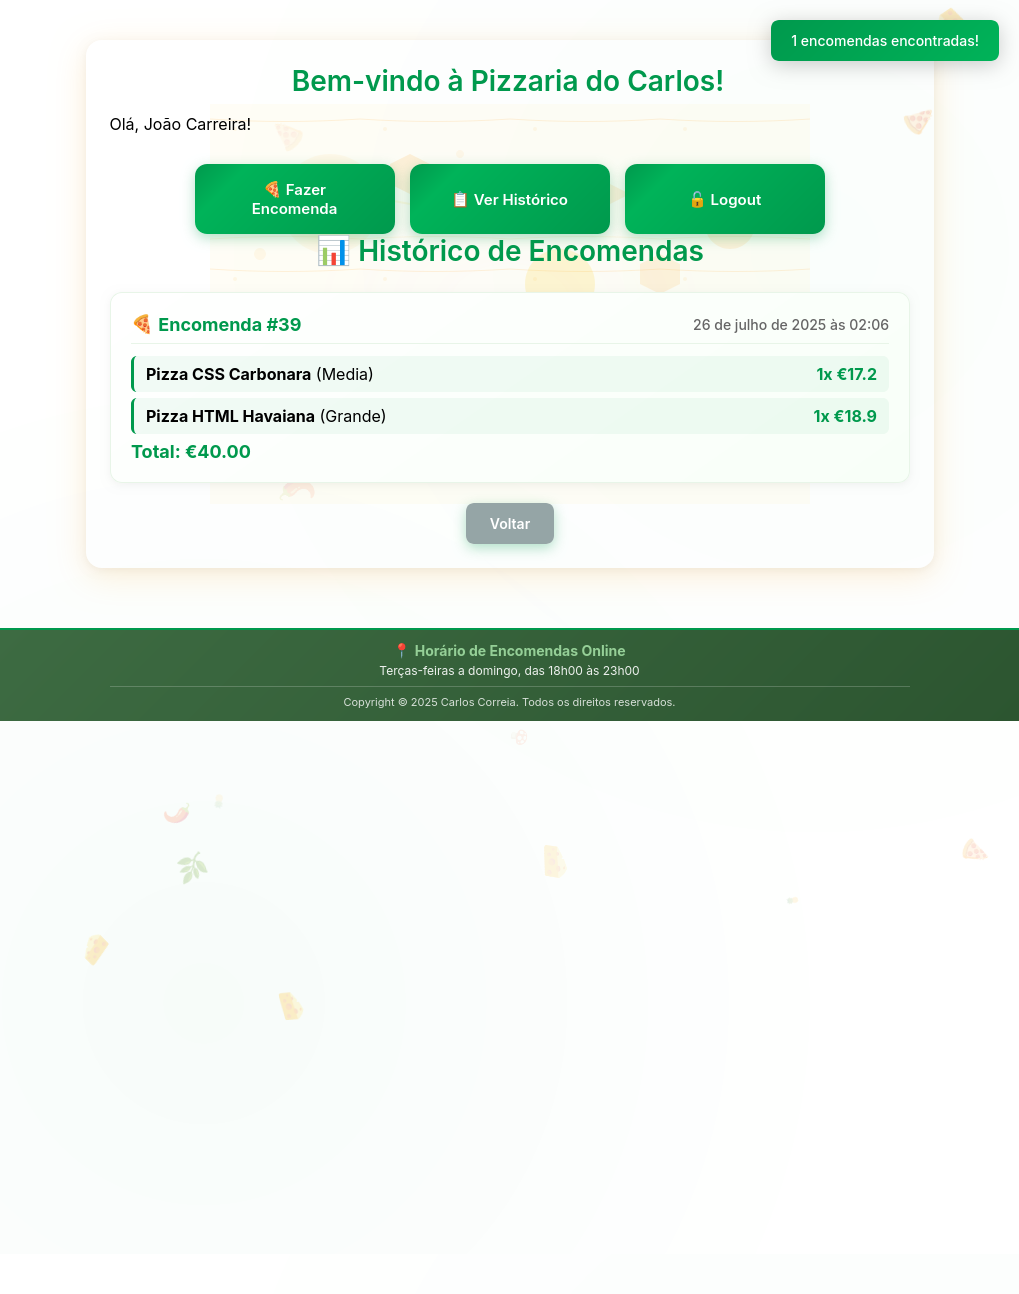 1 encomendas encontradas!
Bem-vindo à Pizzaria do Carlos!
Olá, João Carreira!
🍕 Fazer
Encomenda
📋 Ver Histórico
🔓 Logout
📊 Histórico de Encomendas
🍕 Encomenda #39
26 de julho de 2025 às 02:06
Pizza CSS Carbonara (Media)
1x €17.2
Pizza HTML Havaiana (Grande)
1x €18.9
Total: €40.00
Voltar
📍 Horário de Encomendas Online
Terças-feiras a domingo, das 18h00 às 23h00
Copyright © 2025 Carlos Correia. Todos os direitos reservados.